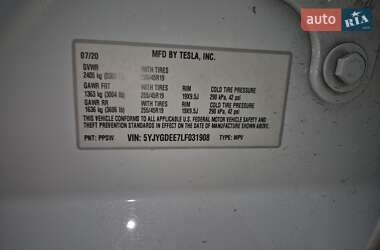 auto RIA
.com
07/20 MFD BY TESLA, INC.
GVWR WITH TIRES
2405 kg 255/45R19
GAWR FRT WITH TIRES RIM COLD TIRE PRESSURE
1363 kg (3004 lb) 255/45R19 19X9.5J 290 kPa, 42 psi
GAWR RR WITH TIRES RIM COLD TIRE PRESSURE
1636 kg (3606 lb) 255/45R19 19X9.5J 290 kPa, 42 psi
THIS VEHICLE CONFORMS TO ALL APPLICABLE U.S. FEDERAL MOTOR VEHICLE SAFETY AND
THEFT PREVENTION STANDARDS IN EFFECT ON THE DATE OF MANUFACTURE SHOWN ABOVE.
PNT: PPSW VIN: 5YJYGDEE7LF031908 TYPE: MPV